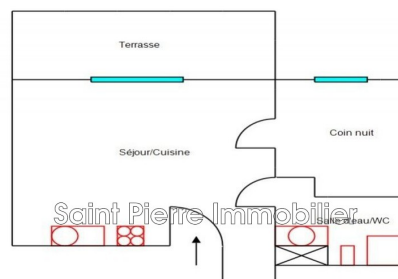 Terrasse
Coin nuit
Séjour/Cuisine
Saint Pierre Immobilier
Salle d'eau/WC